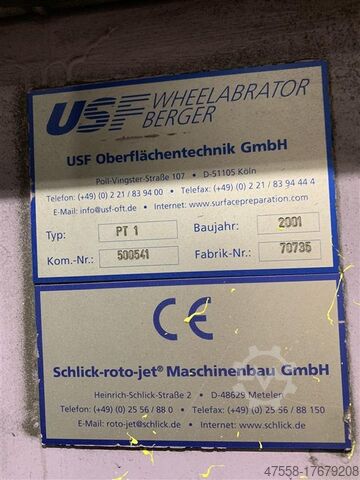 USF WHEELABRATOR
BERGER
USF Oberflächentechnik GmbH
Poll-Vingster-Straße 107 • D-51105 Köln
Telefon: (+49) (0) 2 21 / 839 40 00 • Telefax: (+49) (0) 2 21 / 8 39 44 4
E-Mail: info@usf-oft.de • Internet: www.surfacepreparation.com
Typ: PT 1 Baujahr: 2001
Kom.-Nr.: 500541 Fabrik-Nr.: 70735
CE
Schlick-roto-jet® Maschinenbau GmbH
Heinrich-Schlick-Straße 2 • D-48629 Metelen
Telefon: (+49) (0) 25 56 / 88 0 • Telefax: (+49) (0) 25 56 / 88 150
E-Mail: roto-jet@schlick.de • Internet: www.schlick.de
47558-17679208